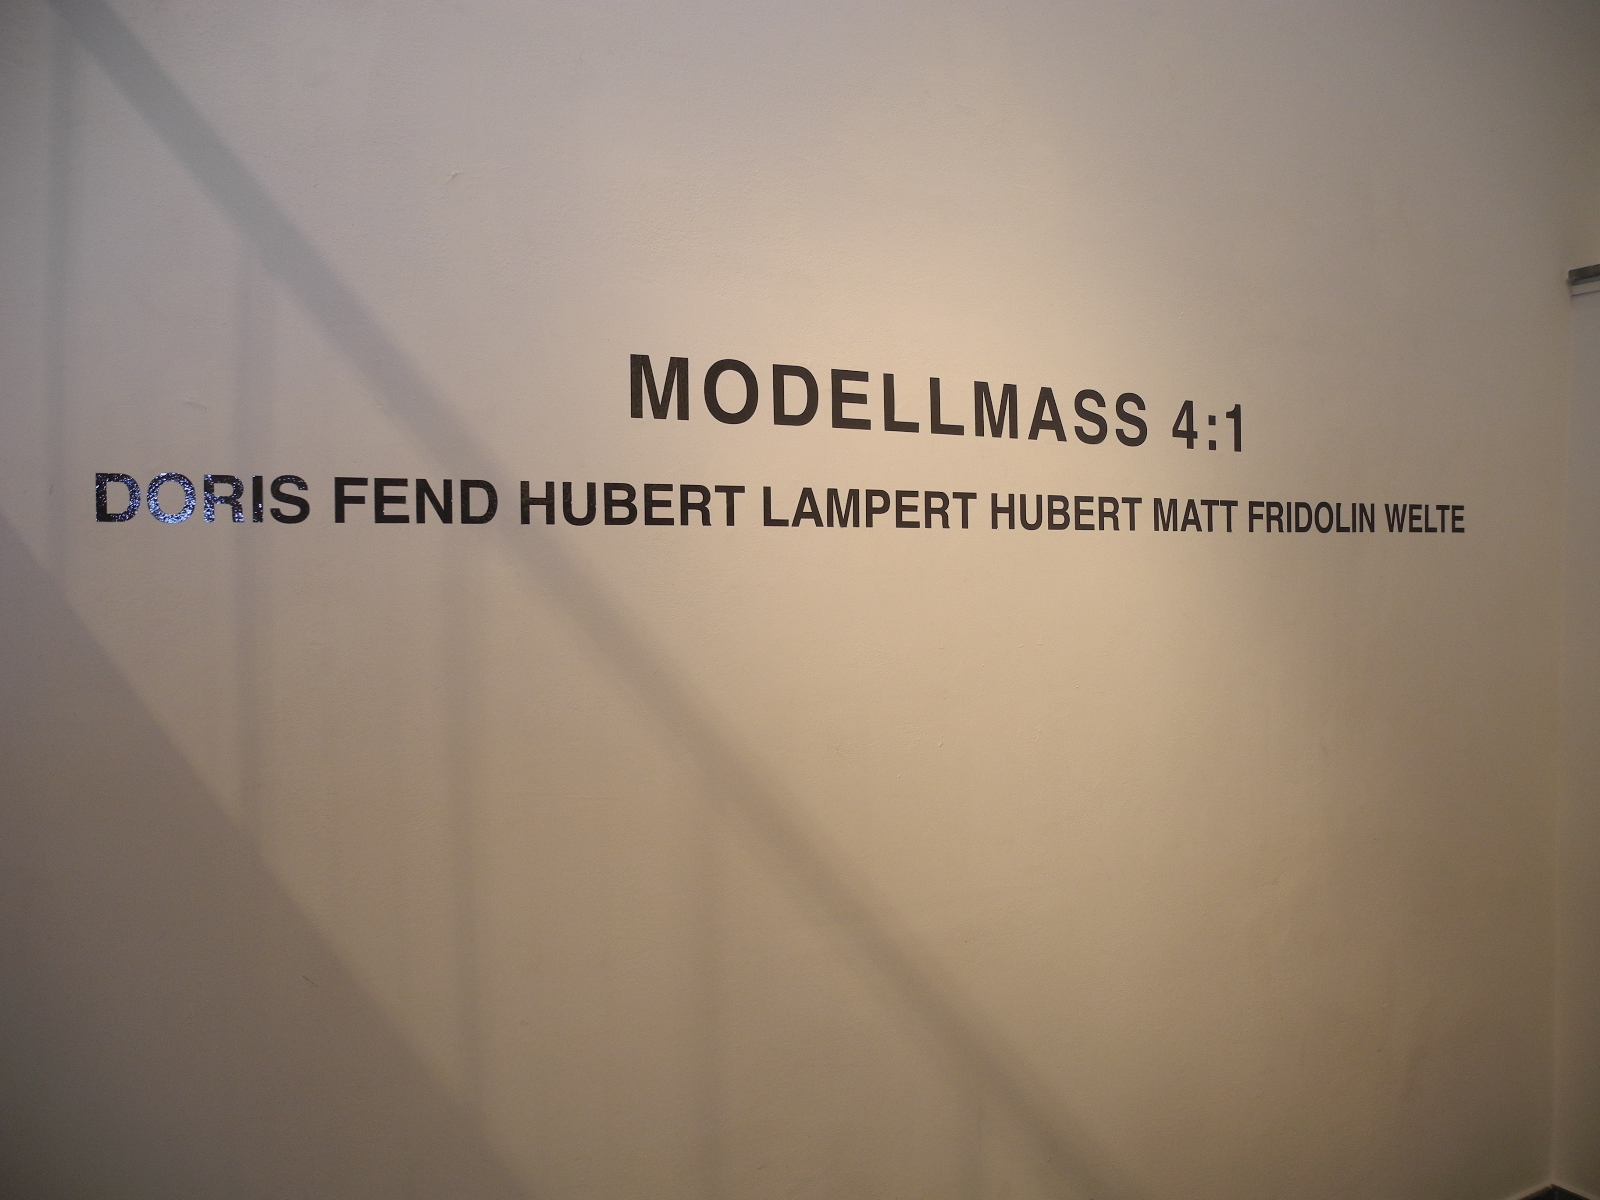 MODELLMASS 4:1
DORIS FEND HUBERT LAMPERT HUBERT MATT FRIDOLIN WELTE